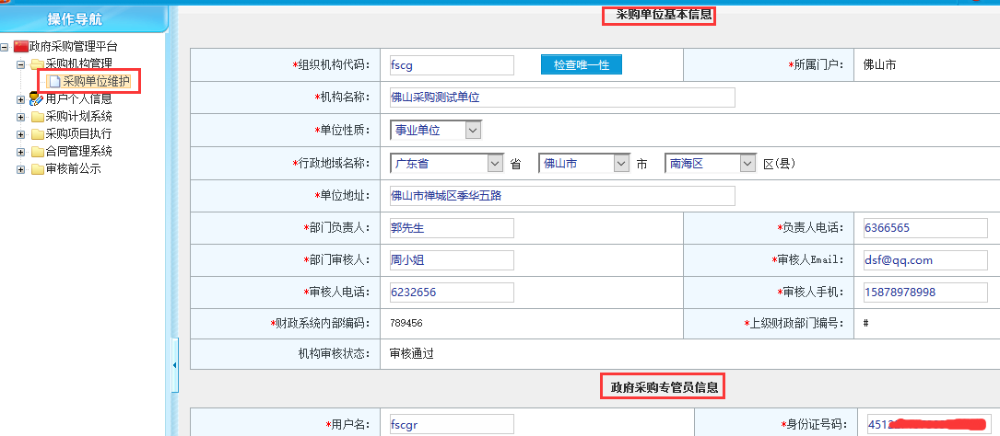 操作导航
政府采购管理平台
采购机构管理
采购单位维护
用户个人信息
采购计划系统
采购项目执行
合同管理系统
审核前公示
采购单位基本信息
*组织机构代码： fscg 检查唯一性 *所属门户： 佛山市
*机构名称： 佛山采购测试单位
*单位性质： 事业单位
*行政地域名称： 广东省 省 佛山市 市 南海区 区(县)
*单位地址： 佛山市禅城区季华五路
*部门负责人： 郭先生 *负责人电话： 6366565
*部门审核人： 周小姐 *审核人Email： dsf@qq.com
*审核人电话： 6232656 *审核人手机： 15878978998
*财政系统内部编码： 789456 *上级财政部门编号： #
机构审核状态： 审核通过
政府采购专管员信息
*用户名： fscgr *身份证号码： 451